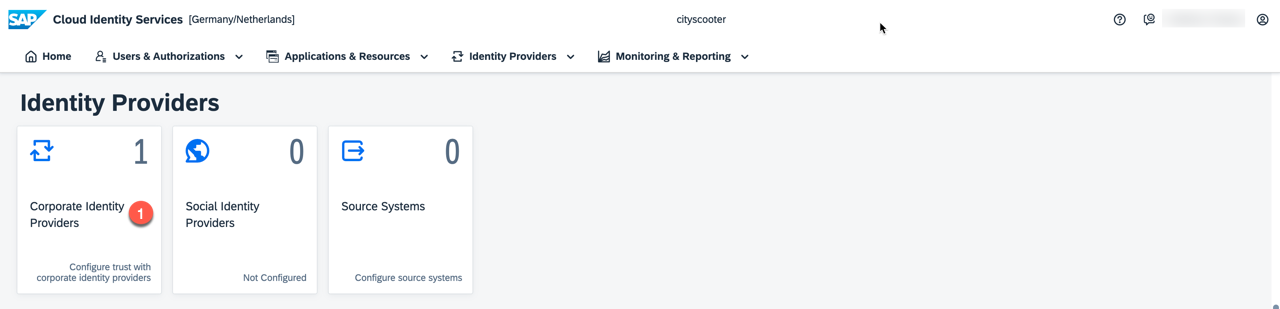 SAP Cloud Identity Services [Germany/Netherlands] cityscooter
Home Users & Authorizations Applications & Resources Identity Providers Monitoring & Reporting
Identity Providers
1
Corporate Identity
Providers
1
Configure trust with
corporate identity providers
0
Social Identity
Providers
Not Configured
0
Source Systems
Configure source systems